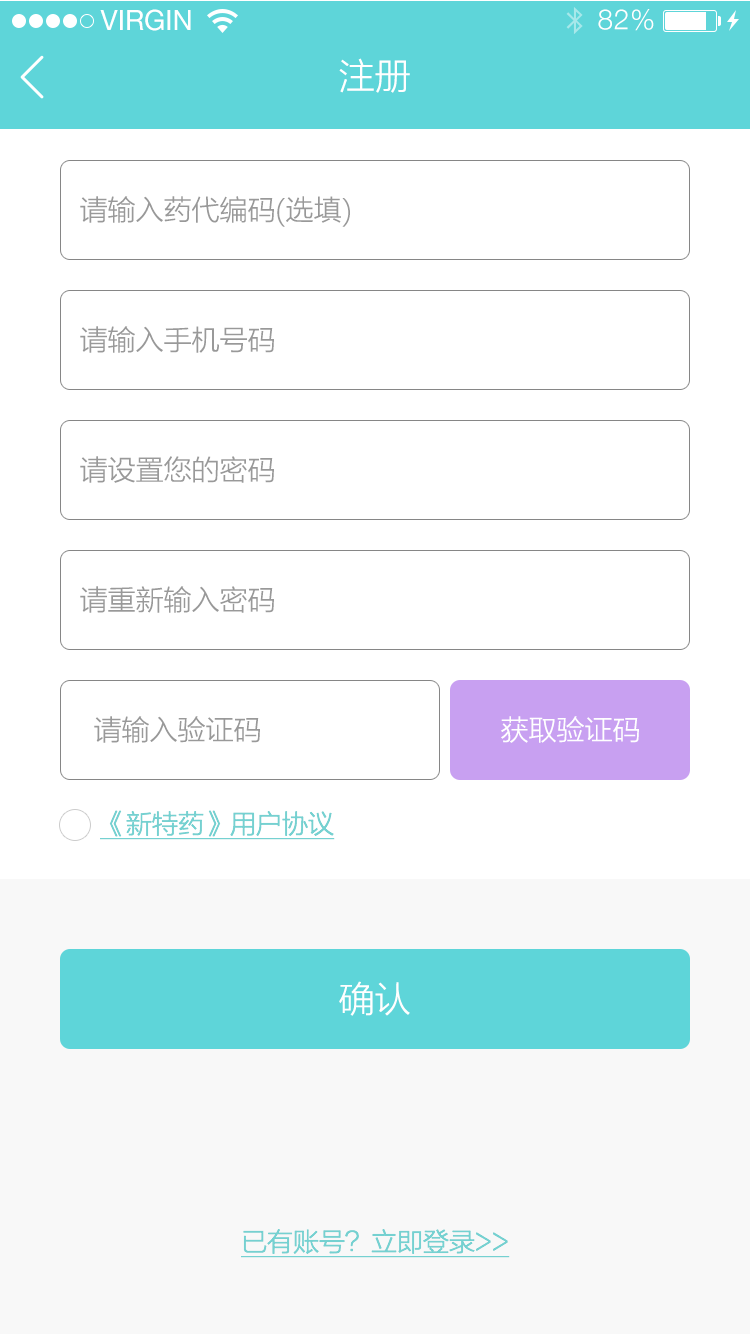 VIRGIN 82%
注册
请输入药代编码(选填)
请输入手机号码
请设置您的密码
请重新输入密码
请输入验证码 获取验证码
《新特药》用户协议
确认
已有账号？立即登录>>